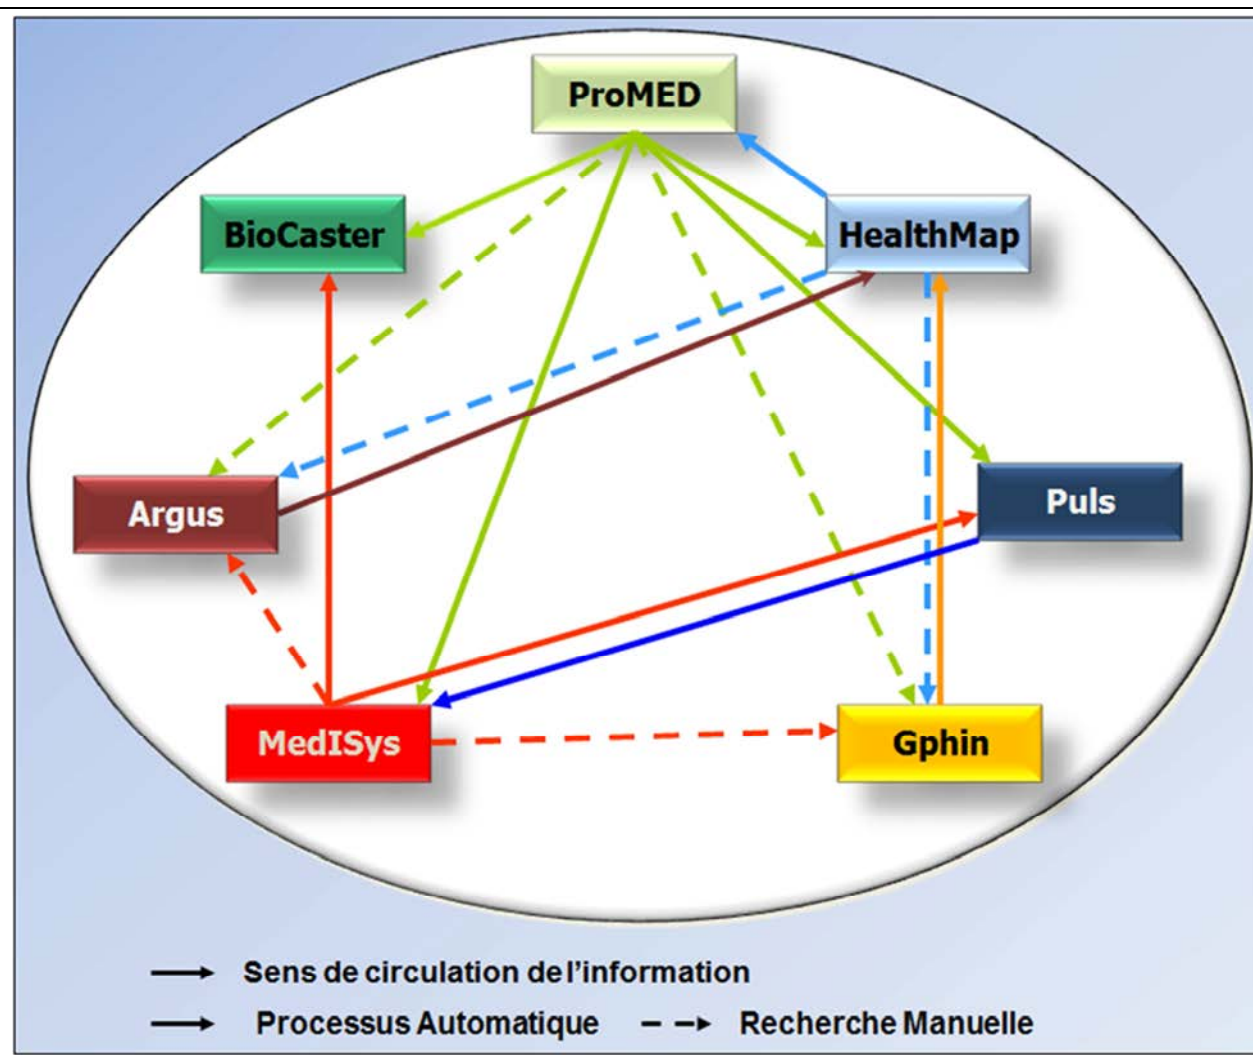 ProMED
BioCaster
HealthMap
Argus
Puls
MedISys
Gphin
Sens de circulation de l'information
Processus Automatique Recherche Manuelle